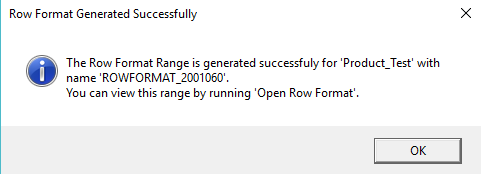 Row Format Generated Successfully
The Row Format Range is generated successfuly for 'Product_Test' with
name 'ROWFORMAT_2001060'.
You can view this range by running 'Open Row Format'.
OK